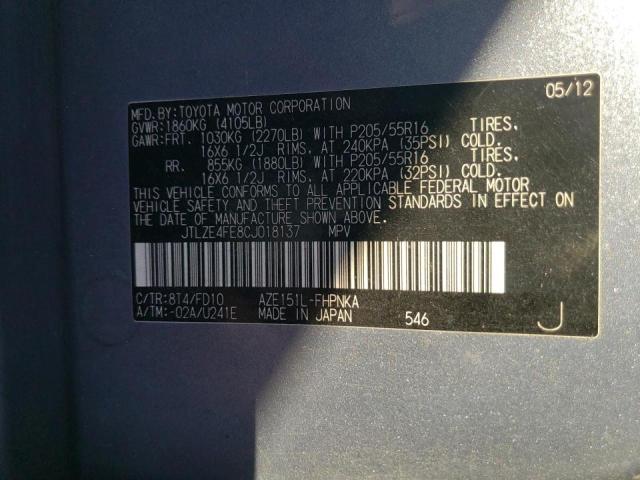 05/12
MFD.BY:TOYOTA MOTOR CORPORATION
GVWR:1860KG (4105LB)
GAWR:FRT. 1030KG (2270LB) WITH P205/55R16 TIRES.
16X6 1/2J RIMS. AT 240KPA (35PSI) COLD.
RR. 855KG (1880LB) WITH P205/55R16 TIRES.
16X6 1/2J RIMS. AT 220KPA (32PSI) COLD.
THIS VEHICLE CONFORMS TO ALL APPLICABLE FEDERAL MOTOR
VEHICLE SAFETY AND THEFT PREVENTION STANDARDS IN EFFECT ON
THE DATE OF MANUFACTURE SHOWN ABOVE.
JTLZE4FE8CJ018137 MPV
C/TR:8T4/FD10 AZE151L-FHPNKA
A/TM:-02A/U241E MADE IN JAPAN 546 J